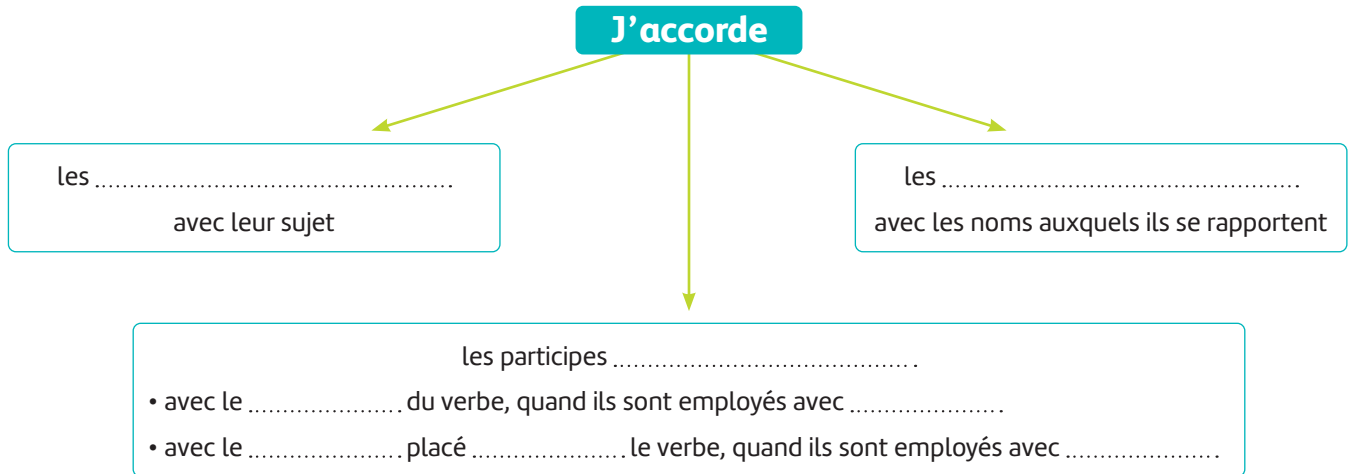 J'accorde
les ................................................... .
avec leur sujet
les ................................................... .
avec les noms auxquels ils se rapportent
les participes ........................................... .
• avec le ...................... du verbe, quand ils sont employés avec ...................... .
• avec le ...................... placé ...................... le verbe, quand ils sont employés avec ...................... .